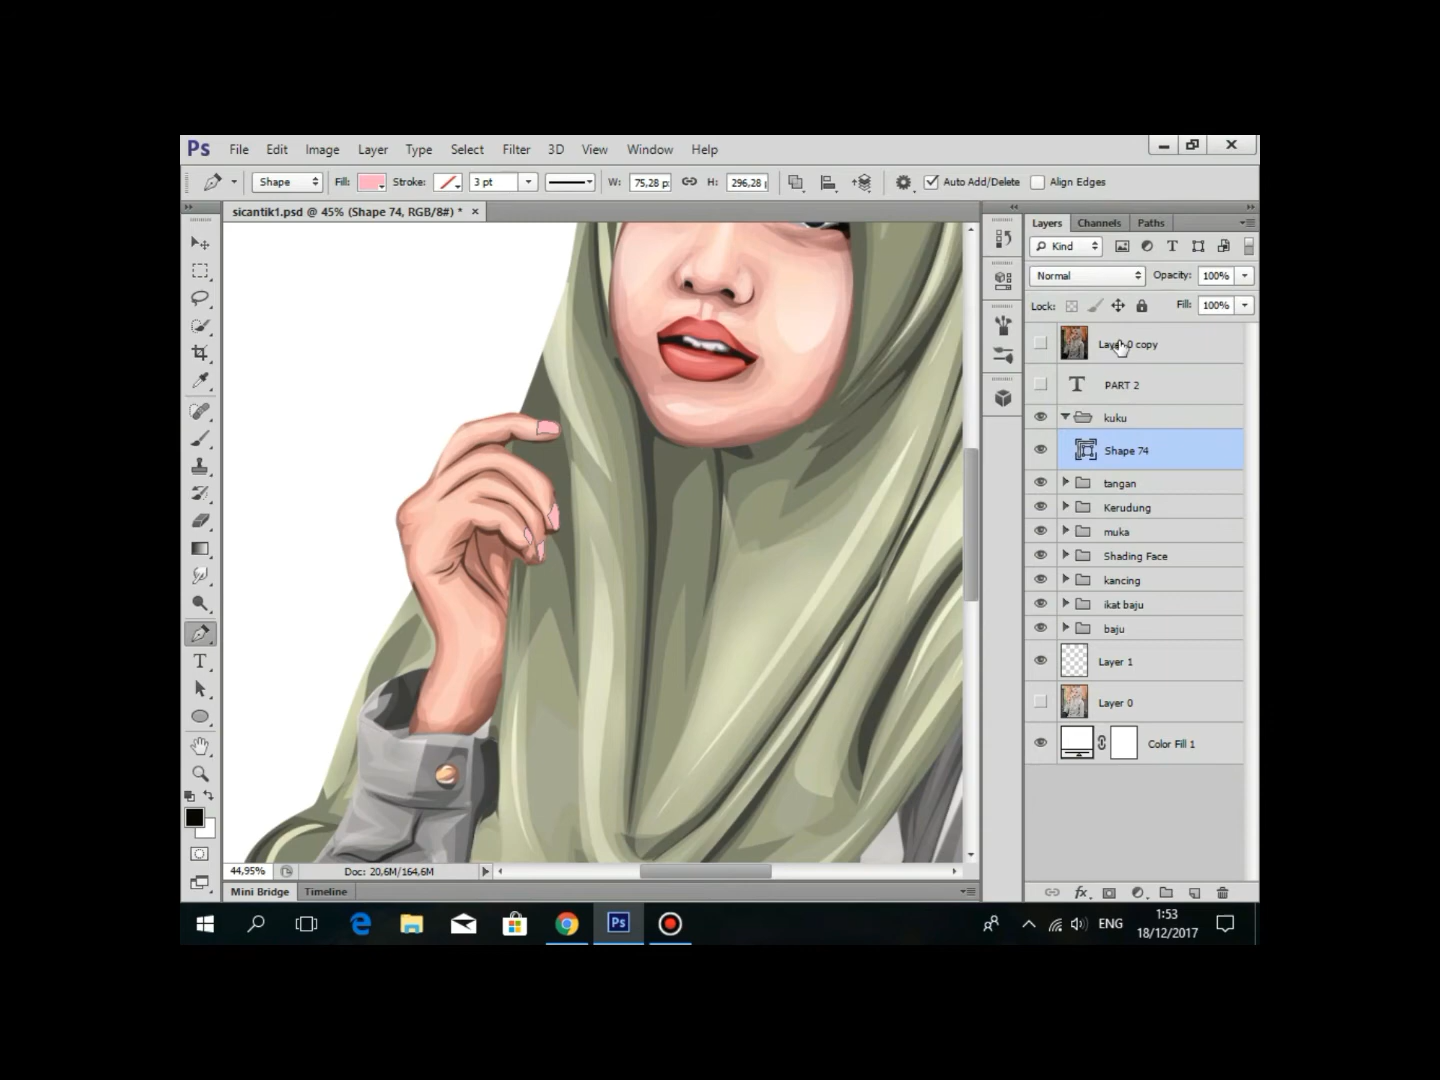 Ps File Edit Image Layer Type Select Filter 3D View Window Help
Shape Fill: Stroke: 3 pt W: 75,28 p: H: 296,28 Auto Add/Delete Align Edges
sicantik1.psd @ 45% (Shape 74, RGB/8#) * ×
Layers Channels Paths
Kind
Normal Opacity: 100%
Lock: Fill: 100%
Layer 0 copy
PART 2
kuku
Shape 74
tangan
Kerudung
muka
Shading Face
kancing
ikat baju
baju
Layer 1
Layer 0
Color Fill 1
44,95% Doc: 20,6M/164,6M
Mini Bridge Timeline
fx
Ps ENG 1:53
18/12/2017